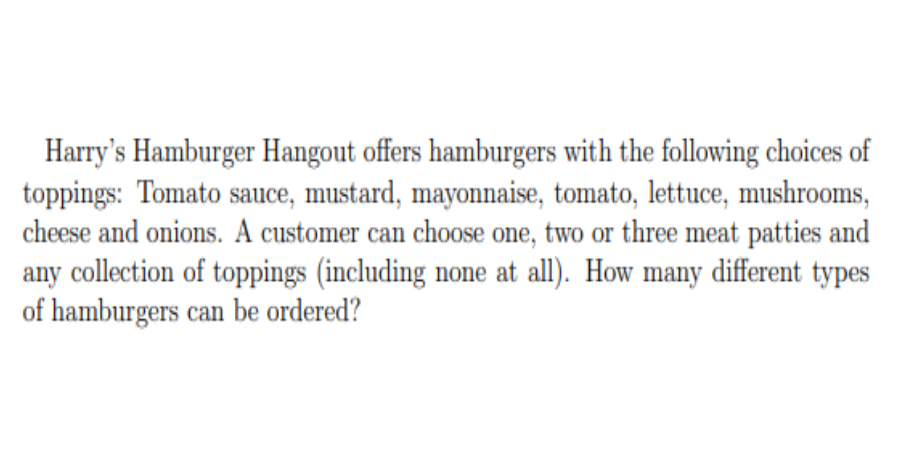 Harry's Hamburger Hangout offers hamburgers with the following choices of
toppings: Tomato sauce, mustard, mayonnaise, tomato, lettuce, mushrooms,
cheese and onions. A customer can choose one, two or three meat patties and
any collection of toppings (including none at all). How many different types
of hamburgers can be ordered?